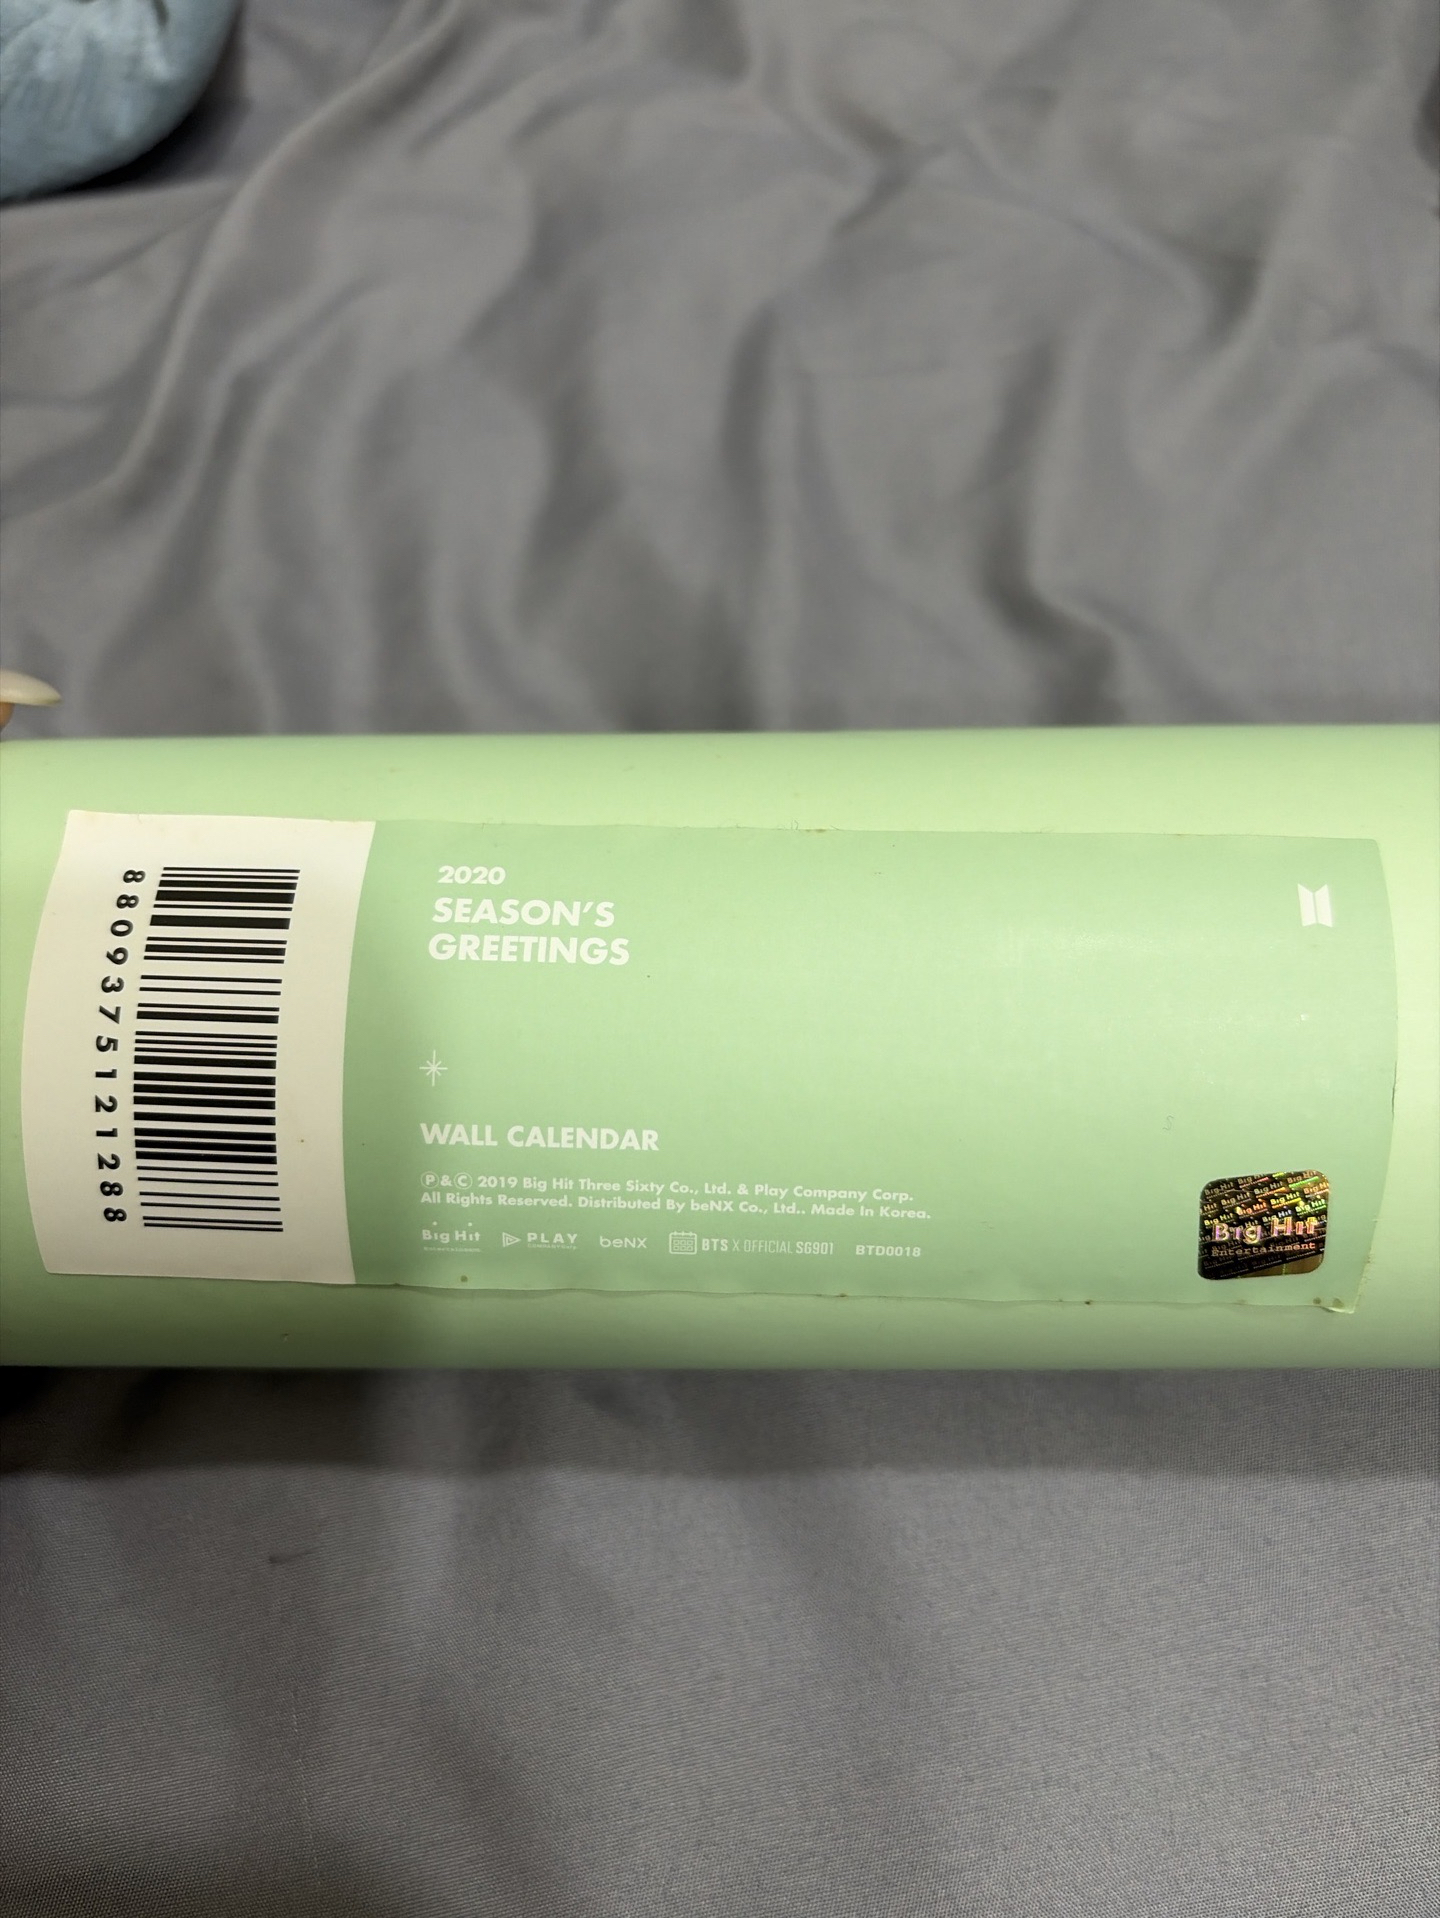 8809375121288
2020
SEASON'S
GREETINGS
WALL CALENDAR
Ⓟ&Ⓒ 2019 Big Hit Three Sixty Co., Ltd. & Play Company Corp.
All Rights Reserved. Distributed By beNX Co., Ltd.. Made In Korea.
Big Hit PLAY beNX BTS X OFFICIAL SG901 BTD0018
Big Hit
Entertainment